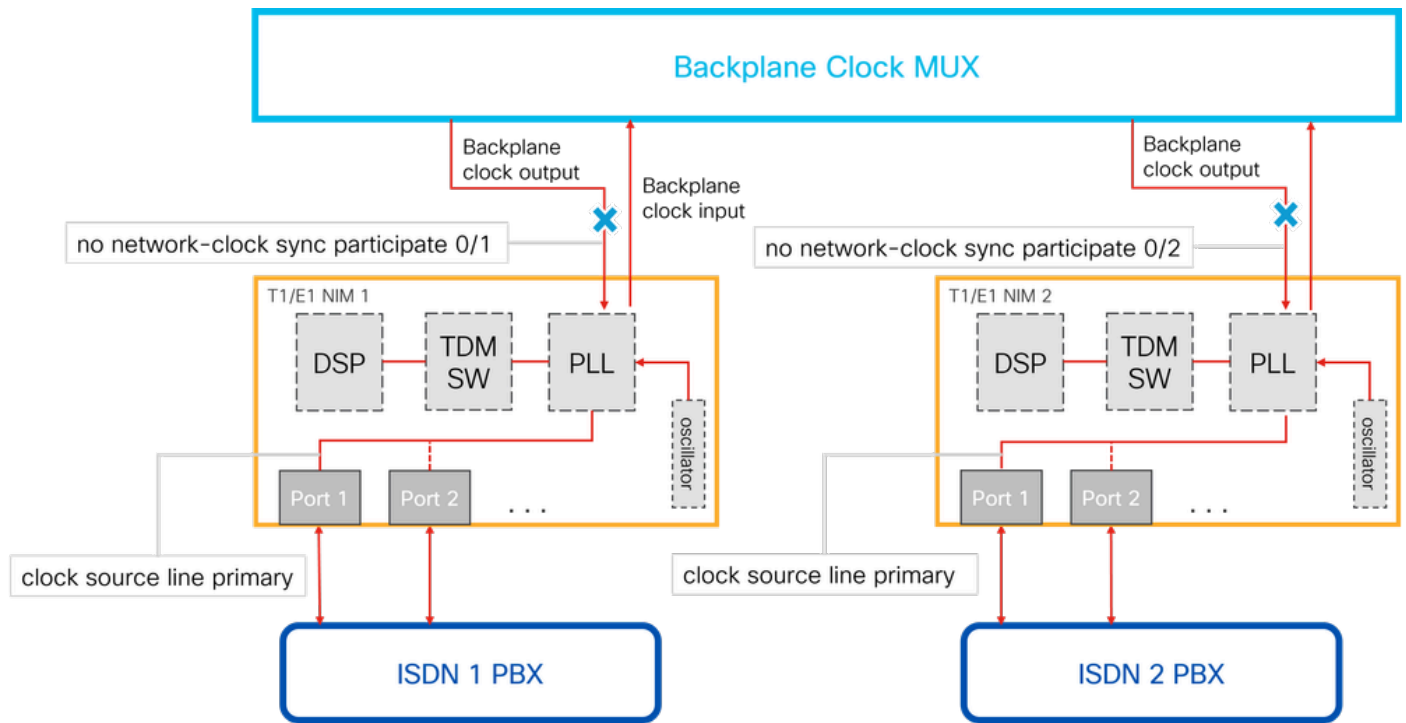 Backplane Clock MUX
Backplane
clock output
Backplane
clock input
Backplane
clock output
no network-clock sync participate 0/1
no network-clock sync participate 0/2
T1/E1 NIM 1
DSP
TDM
SW
PLL
oscillator
Port 1
Port 2
. . .
clock source line primary
ISDN 1 PBX
T1/E1 NIM 2
DSP
TDM
SW
PLL
oscillator
Port 1
Port 2
. . .
clock source line primary
ISDN 2 PBX